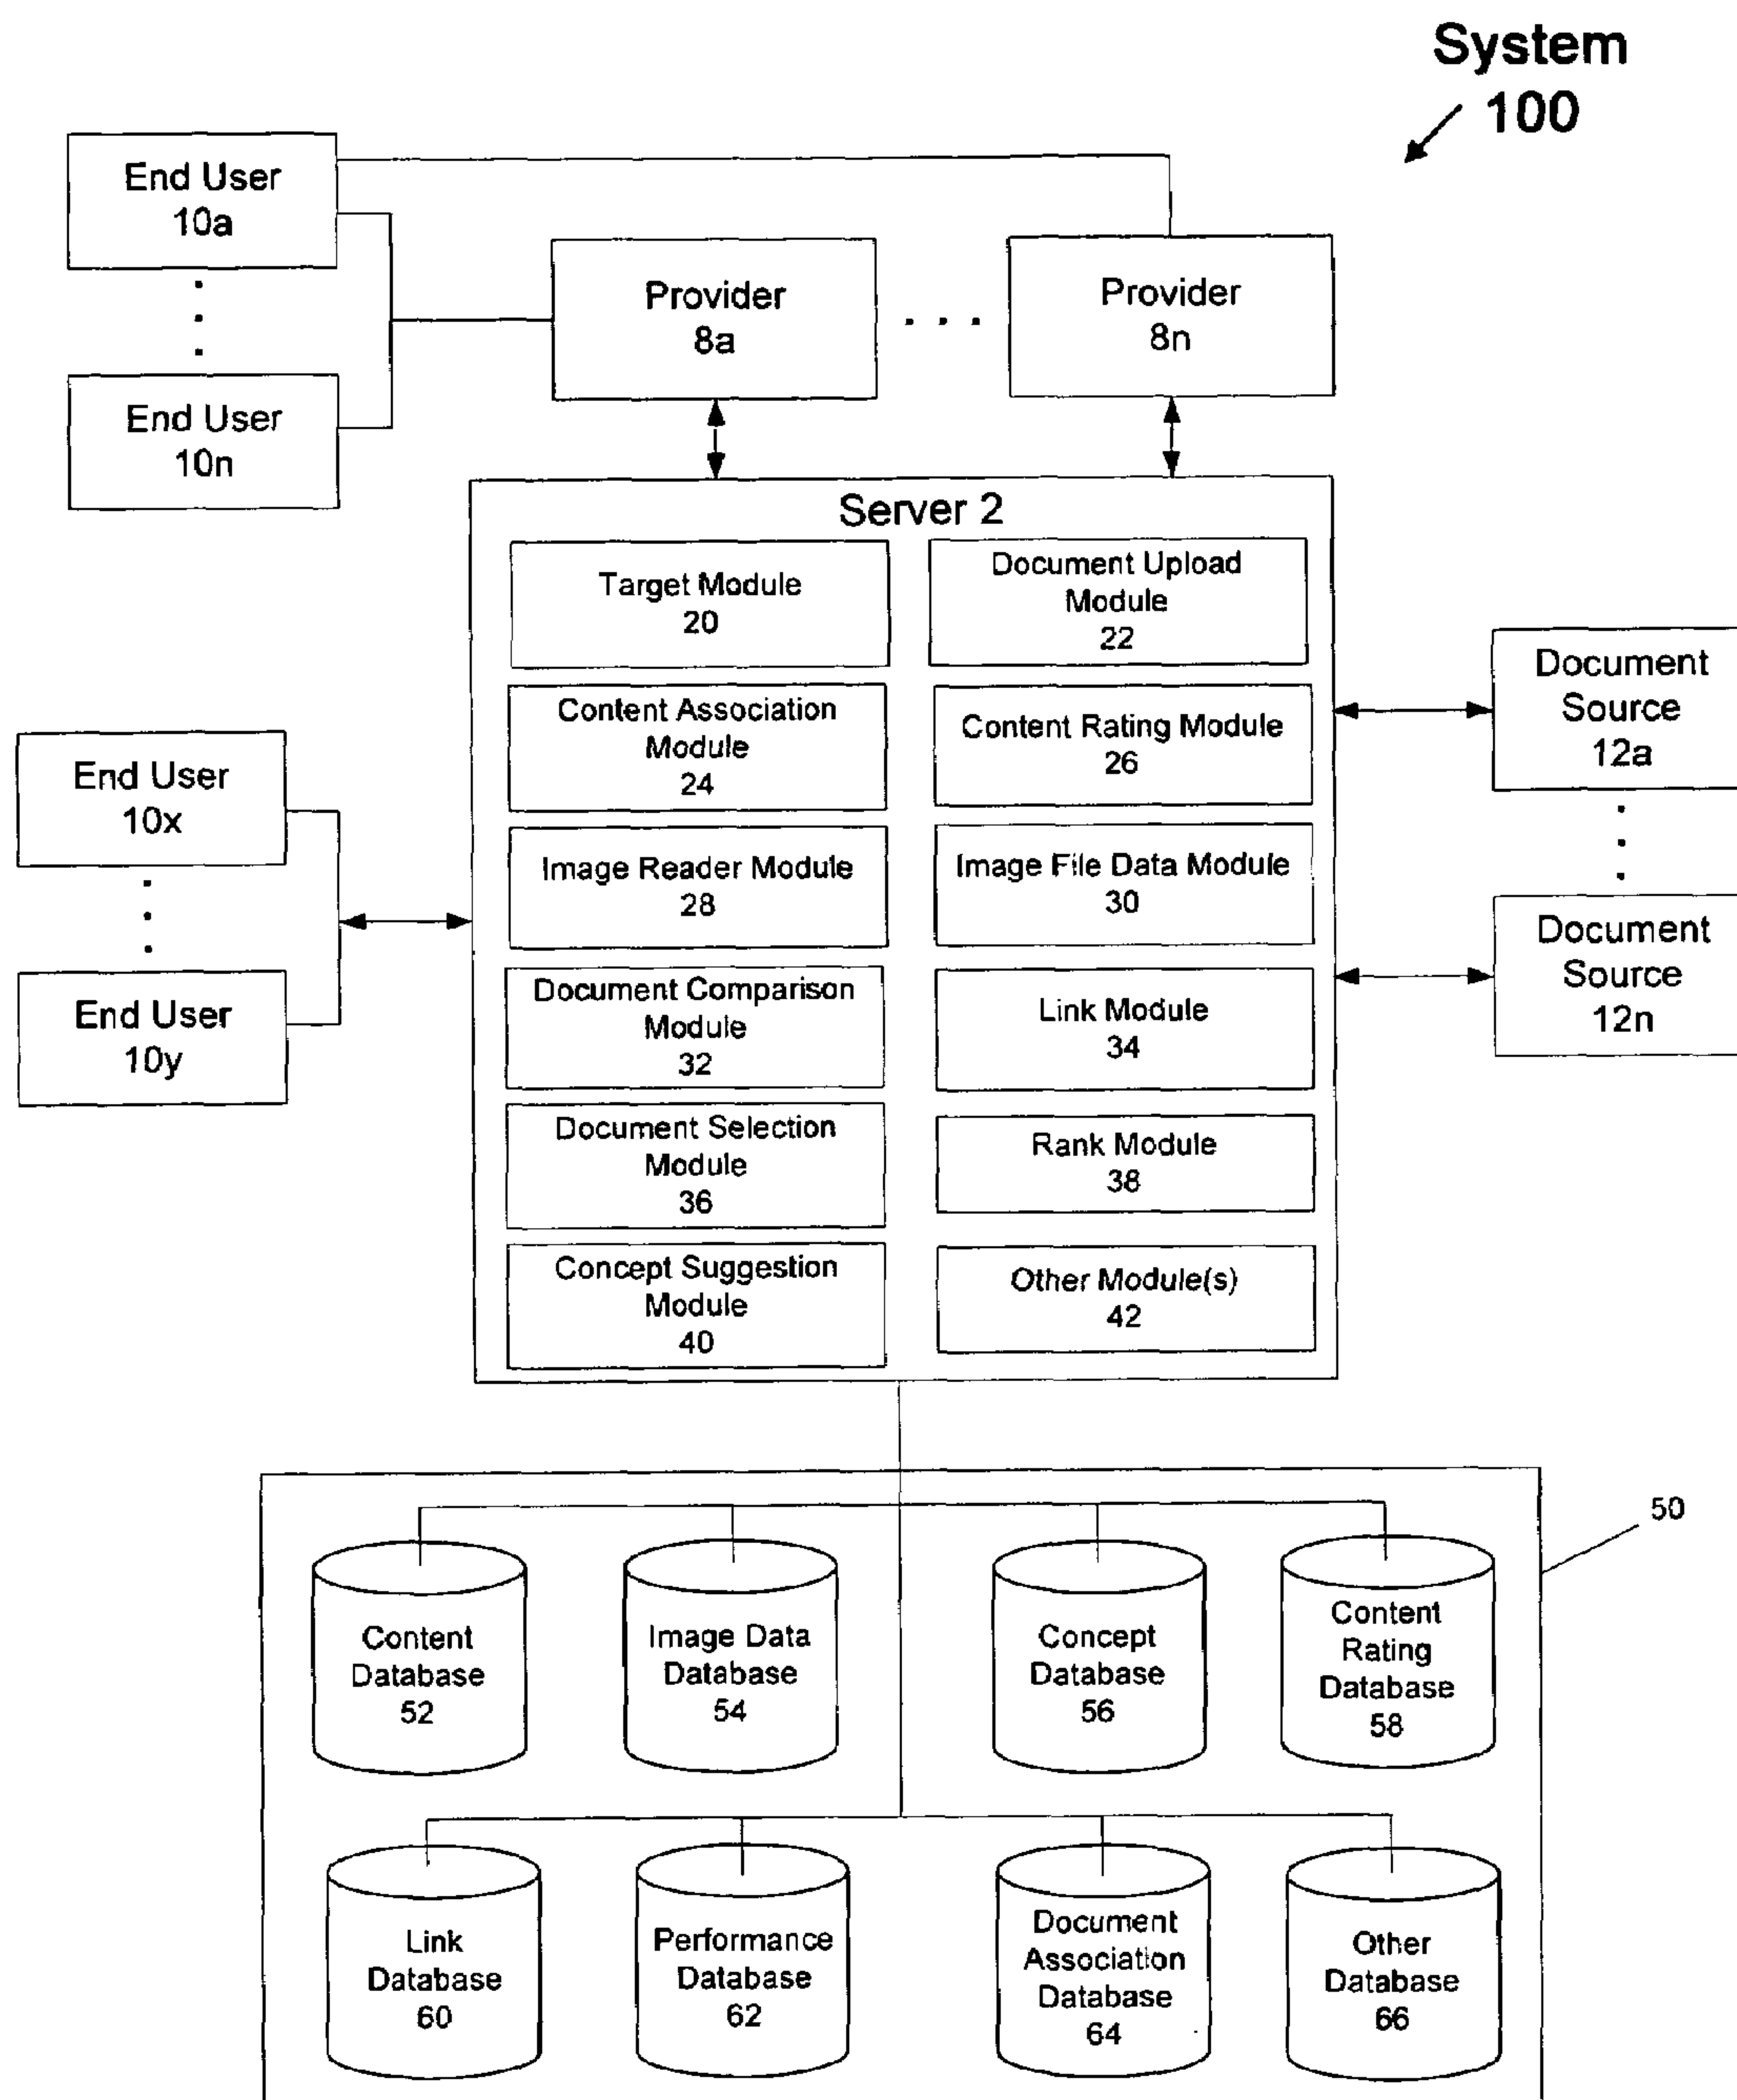 System
100
End User
10a
Provider
8a
. . .
Provider
8n
End User
10n
Server 2
Target Module
20
Document Upload
Module
22
Content Association
Module
24
Content Rating Module
26
Document
Source
12a
End User
10x
Image Reader Module
28
Image File Data Module
30
Document
Source
12n
End User
10y
Document Comparison
Module
32
Link Module
34
Document Selection
Module
36
Rank Module
38
Concept Suggestion
Module
40
Other Module(s)
42
50
Content
Database
52
Image Data
Database
54
Concept
Database
56
Content
Rating
Database
58
Link
Database
60
Performance
Database
62
Document
Association
Database
64
Other
Database
66